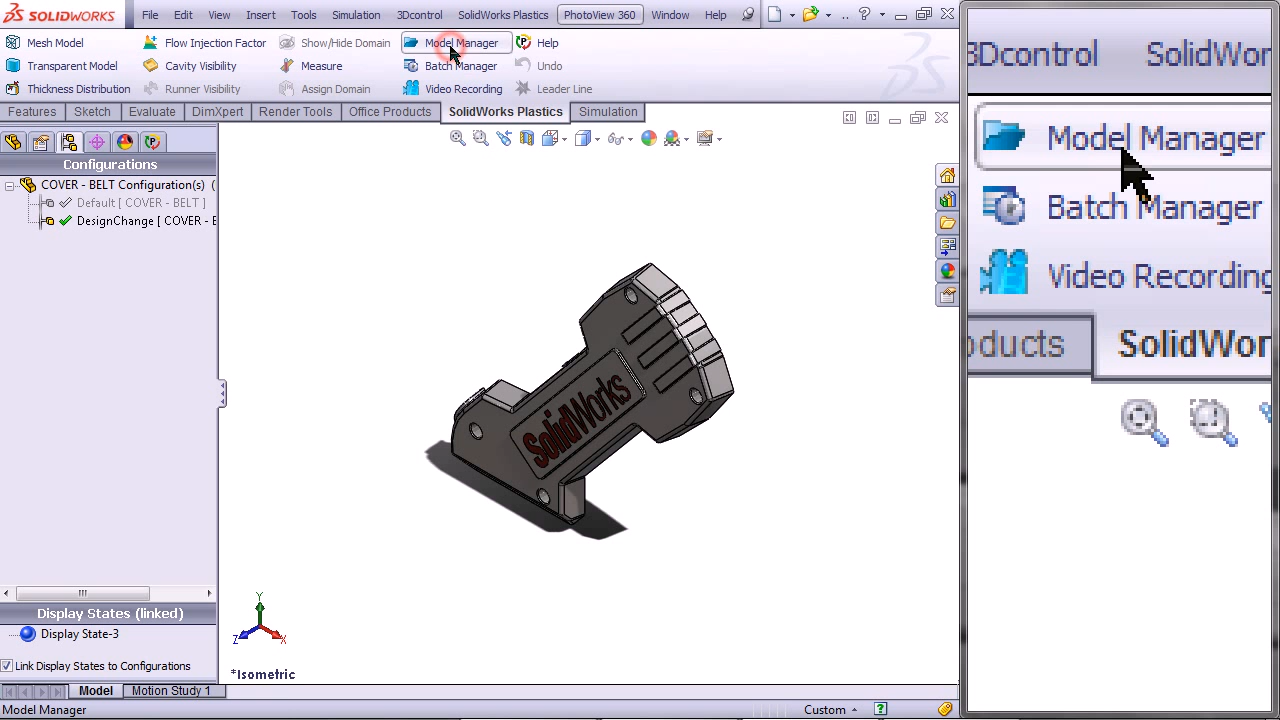 SOLIDWORKS File Edit View Insert Tools Simulation 3Dcontrol SolidWorks Plastics PhotoView 360 Window Help
Mesh Model Flow Injection Factor Show/Hide Domain Model Manager Help
Transparent Model Cavity Visibility Measure Batch Manager Undo
Thickness Distribution Runner Visibility Assign Domain Video Recording Leader Line
Features Sketch Evaluate DimXpert Render Tools Office Products SolidWorks Plastics Simulation
Configurations
COVER - BELT Configuration(s) (
Default [ COVER - BELT ]
DesignChange [ COVER - B
SolidWorks
Y
Z X
*Isometric
Display States (linked)
Display State-3
Link Display States to Configurations
Model Motion Study 1
Model Manager Custom
3Dcontrol SolidWor
Model Manager
Batch Manager
Video Recording
oducts SolidWor